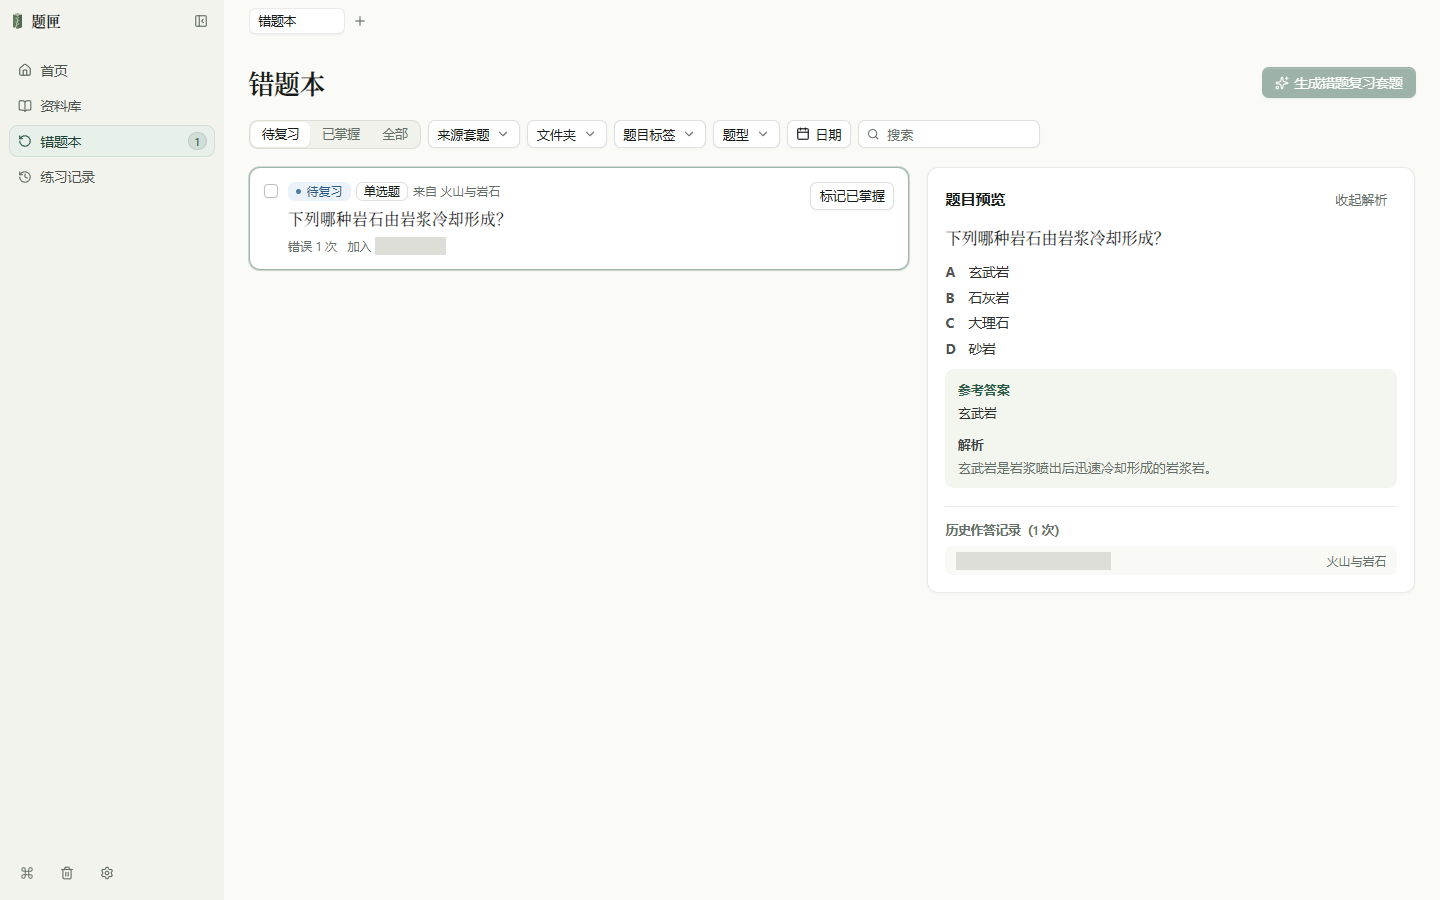 题匣
首页
资料库
错题本
1
练习记录
错题本
错题本
生成错题复习套题
待复习
已掌握
全部
来源套题
文件夹
题目标签
题型
日期
搜索
待复习 单选题 来自 火山与岩石
标记已掌握
下列哪种岩石由岩浆冷却形成？
错误 1 次 加入
题目预览
收起解析
下列哪种岩石由岩浆冷却形成？
A 玄武岩
B 石灰岩
C 大理石
D 砂岩
参考答案
玄武岩
解析
玄武岩是岩浆喷出后迅速冷却形成的岩浆岩。
历史作答记录（1 次）
火山与岩石